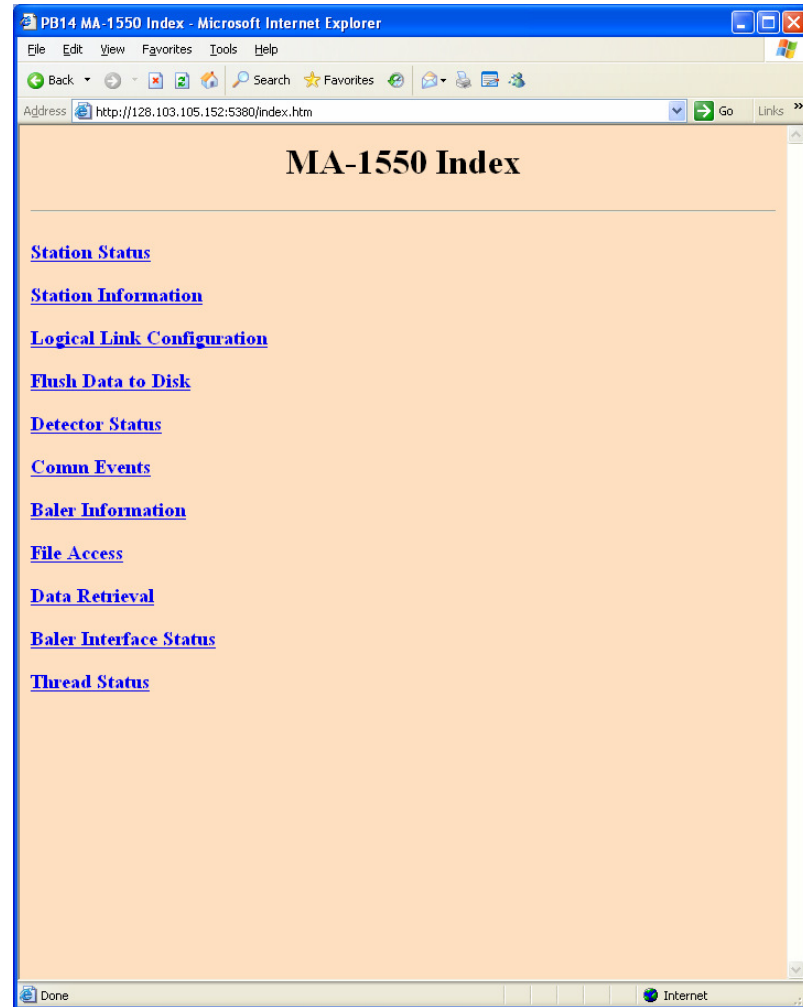 PB14 MA-1550 Index - Microsoft Internet Explorer
File Edit View Favorites Tools Help
Back Search Favorites
Address http://128.103.105.152:5380/index.htm Go Links »
MA-1550 Index
Station Status
Station Information
Logical Link Configuration
Flush Data to Disk
Detector Status
Comm Events
Baler Information
File Access
Data Retrieval
Baler Interface Status
Thread Status
Done Internet